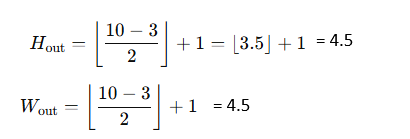 H_out = ⌊(10 − 3)/2⌋ + 1 = ⌊3.5⌋ + 1 = 4.5
W_out = ⌊(10 − 3)/2⌋ + 1 = 4.5